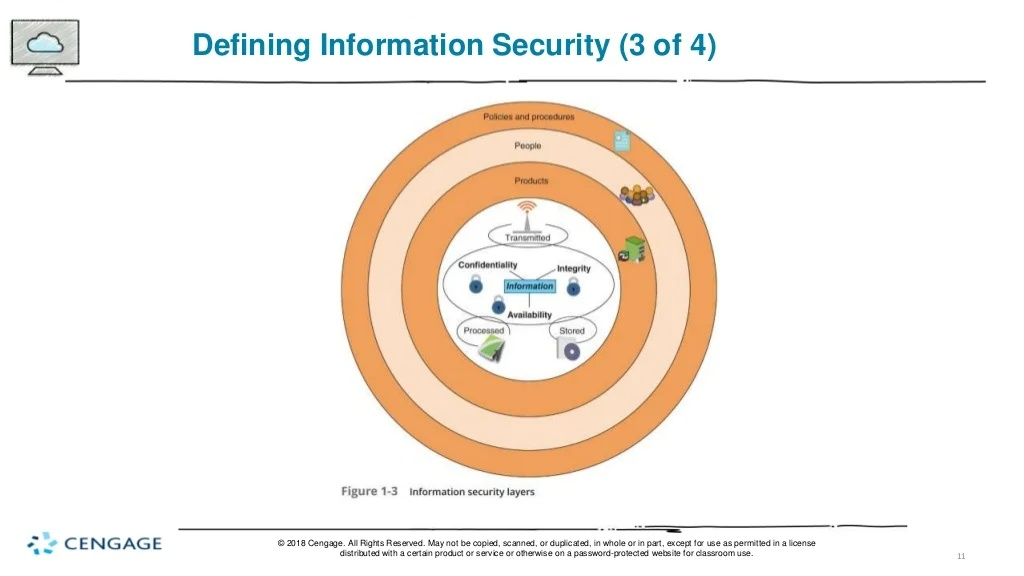 Defining Information Security (3 of 4)
Policies and procedures
People
Products
Transmitted
Confidentiality
Integrity
Information
Availability
Processed
Stored
Figure 1-3 Information security layers
CENGAGE
© 2018 Cengage. All Rights Reserved. May not be copied, scanned, or duplicated, in whole or in part, except for use as permitted in a license
distributed with a certain product or service or otherwise on a password-protected website for classroom use.
11